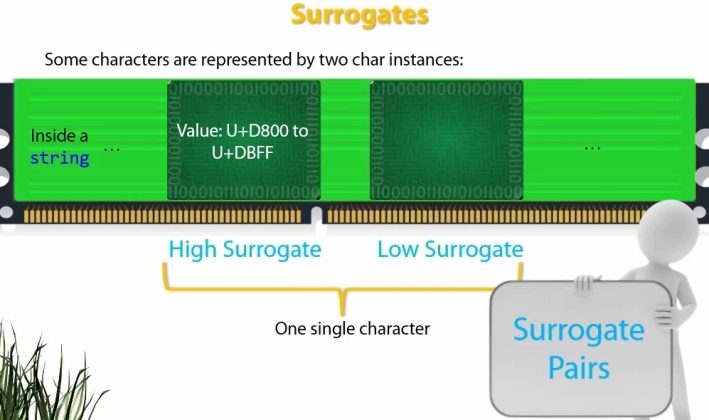 Surrogates
Some characters are represented by two char instances:
Inside a
string
...
Value: U+D800 to
U+DBFF
...
High Surrogate
Low Surrogate
One single character
Surrogate
Pairs